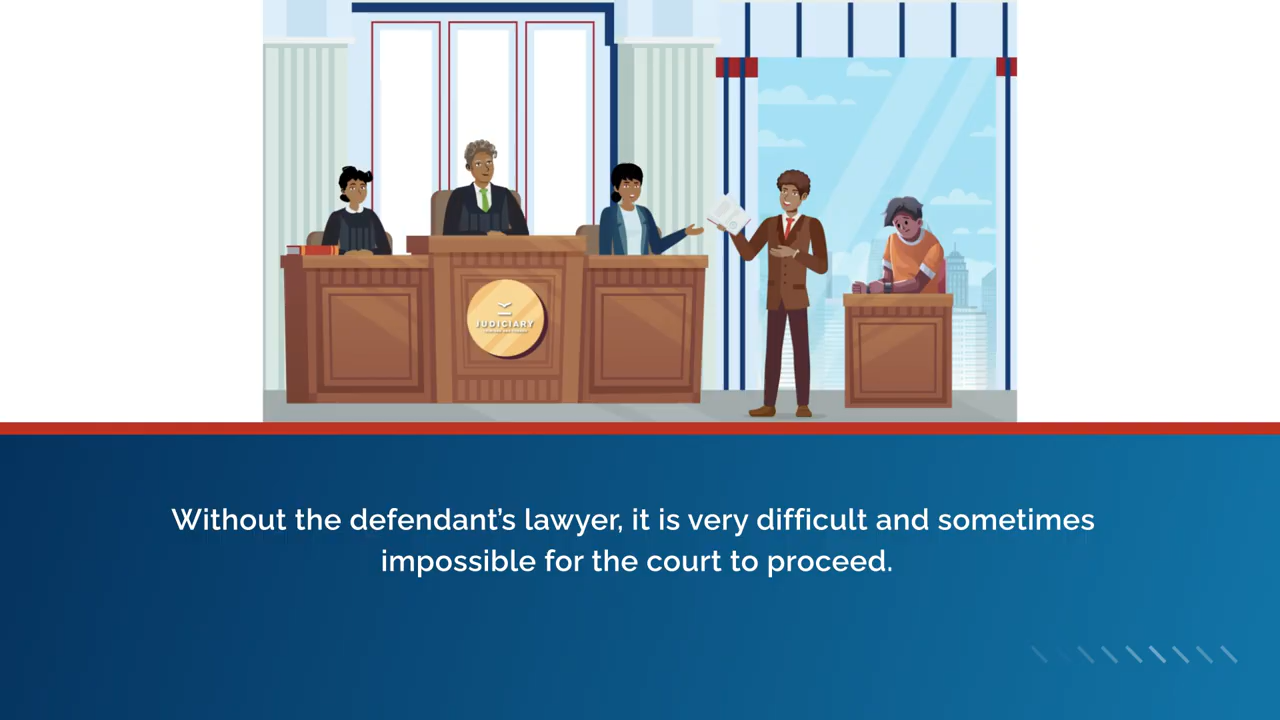 JUDICIARY
Without the defendant's lawyer, it is very difficult and sometimes
impossible for the court to proceed.